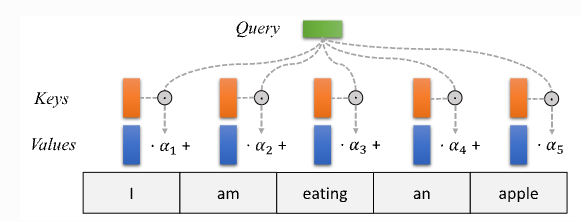 Query
Keys
Values · α₁ + · α₂ + · α₃ + · α₄ + · α₅
I am eating an apple